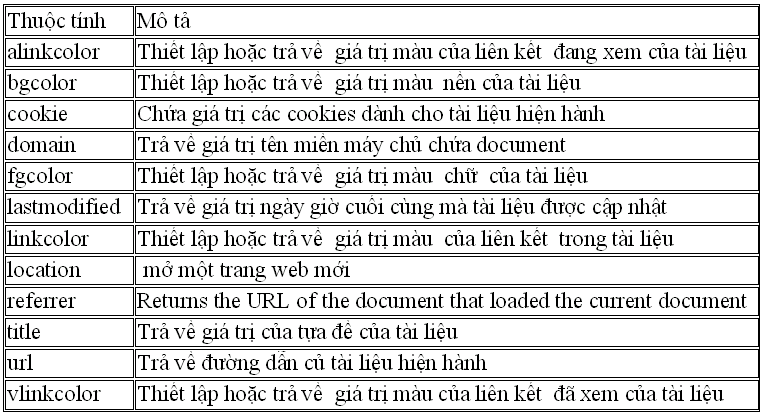 Thuộc tính Mô tả
alinkcolor Thiết lập hoặc trả về giá trị màu của liên kết đang xem của tài liệu
bgcolor Thiết lập hoặc trả về giá trị màu nền của tài liệu
cookie Chứa giá trị các cookies dành cho tài liệu hiện hành
domain Trả về giá trị tên miền máy chủ chứa document
fgcolor Thiết lập hoặc trả về giá trị màu chữ của tài liệu
lastmodified Trả về giá trị ngày giờ cuối cùng mà tài liệu được cập nhật
linkcolor Thiết lập hoặc trả về giá trị màu của liên kết trong tài liệu
location mở một trang web mới
referrer Returns the URL of the document that loaded the current document
title Trả về giá trị của tựa đề của tài liệu
url Trả về đường dẫn củ tài liệu hiện hành
vlinkcolor Thiết lập hoặc trả về giá trị màu của liên kết đã xem của tài liệu